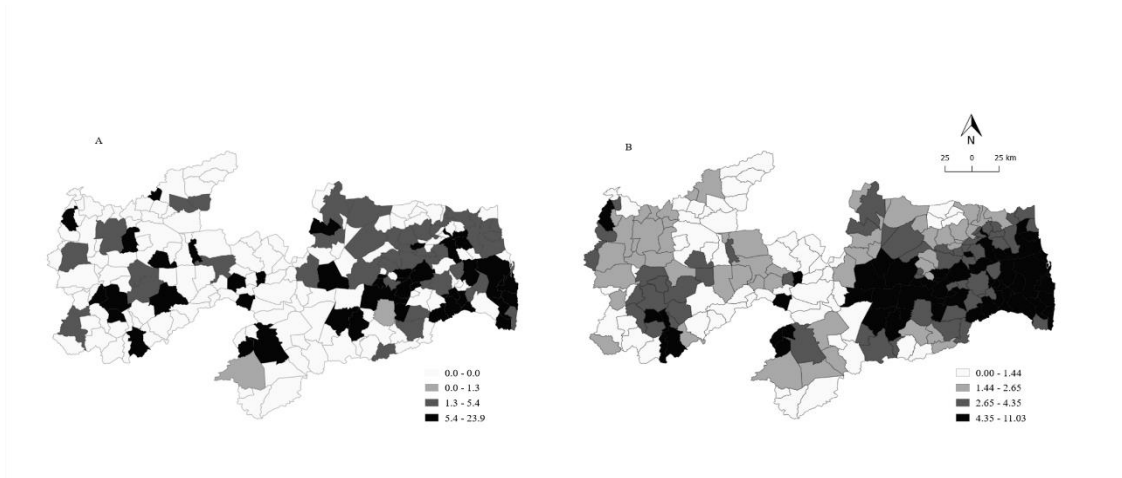 A
B
N
25 0 25 km
0.0 - 0.0
0.0 - 1.3
1.3 - 5.4
5.4 - 23.9
0.00 - 1.44
1.44 - 2.65
2.65 - 4.35
4.35 - 11.03